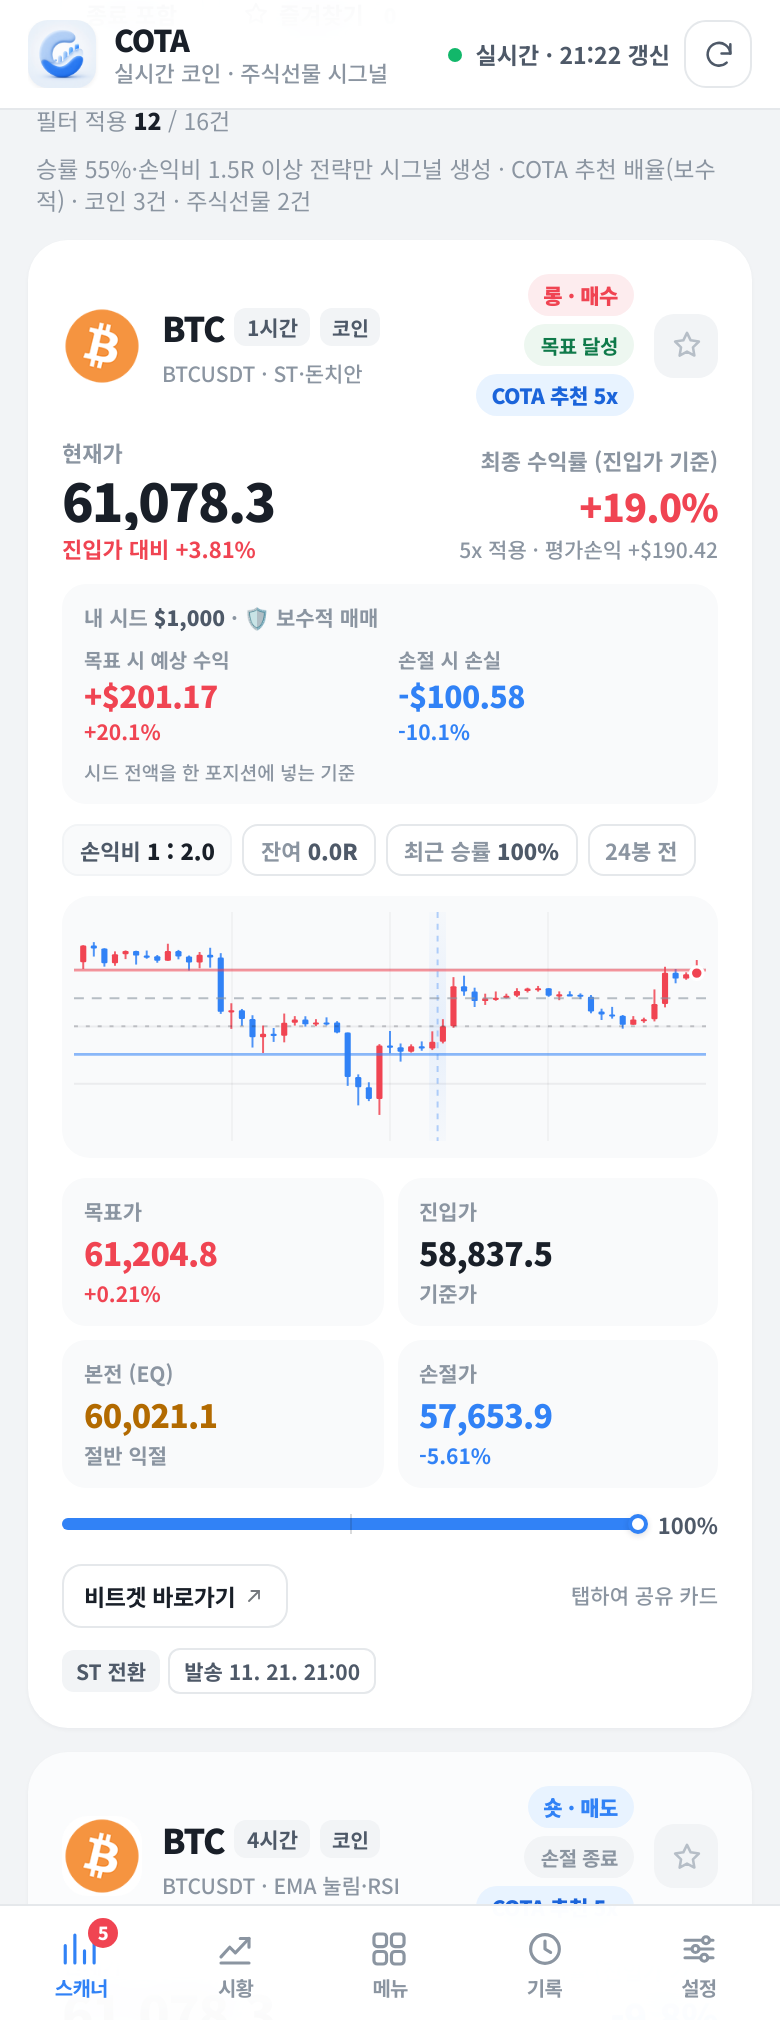 COTA
실시간 코인 · 주식선물 시그널
실시간 · 21:22 갱신
필터 적용 12 / 16건
승률 55%·손익비 1.5R 이상 전략만 시그널 생성 · COTA 추천 배율(보수
적) · 코인 3건 · 주식선물 2건
롱 · 매수
BTC 1시간 코인
목표 달성
BTCUSDT · ST·돈치안
COTA 추천 5x
현재가
최종 수익률 (진입가 기준)
61,078.3
+19.0%
진입가 대비 +3.81%
5x 적용 · 평가손익 +$190.42
내 시드 $1,000 · 보수적 매매
목표 시 예상 수익
손절 시 손실
+$201.17
-$100.58
+20.1%
-10.1%
시드 전액을 한 포지션에 넣는 기준
손익비 1 : 2.0
잔여 0.0R
최근 승률 100%
24봉 전
목표가
진입가
61,204.8
58,837.5
+0.21%
기준가
본전 (EQ)
손절가
60,021.1
57,653.9
절반 익절
-5.61%
100%
비트겟 바로가기
탭하여 공유 카드
ST 전환
발송 11. 21. 21:00
숏 · 매도
BTC 4시간 코인
손절 종료
BTCUSDT · EMA 눌림·RSI
COTA 추천 5
5
스캐너
시황
메뉴
기록
설정